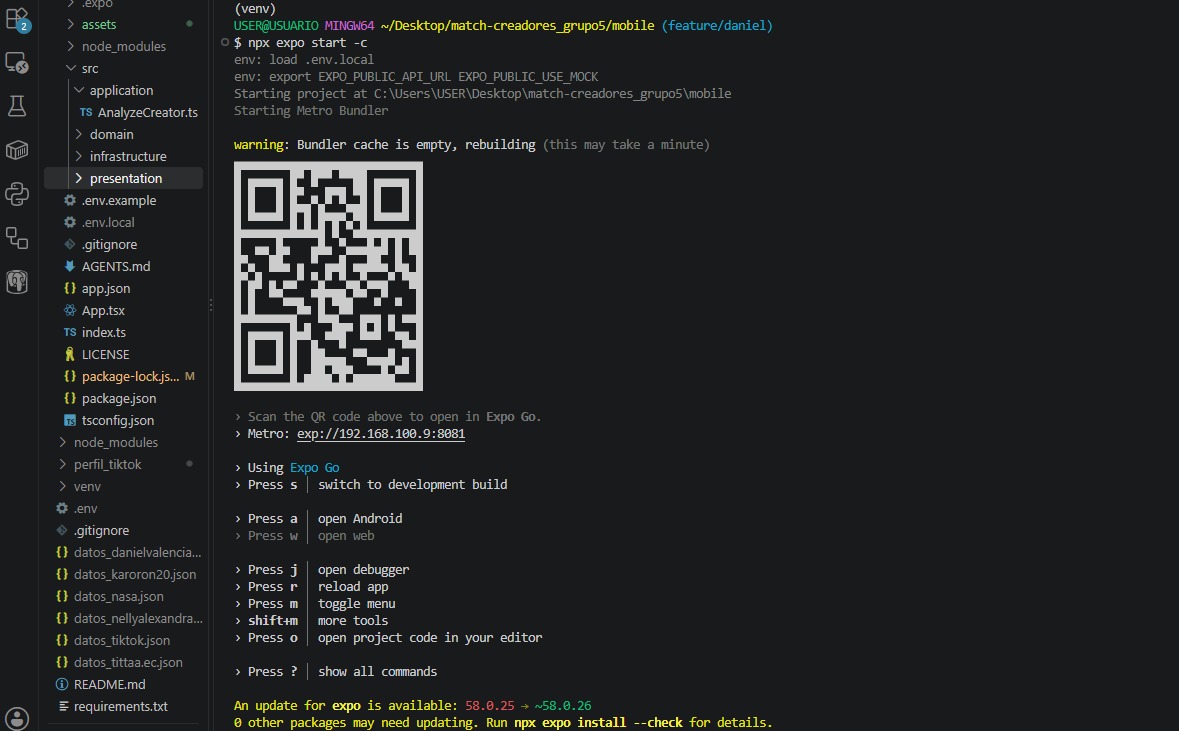 2
.expo
assets
node_modules
src
application
TS AnalyzeCreator.ts
domain
infrastructure
presentation
.env.example
.env.local
.gitignore
AGENTS.md
{} app.json
App.tsx
TS index.ts
LICENSE
{} package-lock.js... M
{} package.json
TS tsconfig.json
node_modules
perfil_tiktok
venv
.env
.gitignore
{} datos_danielvalencia...
{} datos_karoron20.json
{} datos_nasa.json
{} datos_nellyalexandra...
{} datos_tiktok.json
{} datos_tittaa.ec.json
README.md
requirements.txt
(venv)
USER@USUARIO MINGW64 ~/Desktop/match-creadores_grupo5/mobile (feature/daniel)
$ npx expo start -c
env: load .env.local
env: export EXPO_PUBLIC_API_URL EXPO_PUBLIC_USE_MOCK
Starting project at C:\Users\USER\Desktop\match-creadores_grupo5\mobile
Starting Metro Bundler
warning: Bundler cache is empty, rebuilding (this may take a minute)
› Scan the QR code above to open in Expo Go.
› Metro: exp://192.168.100.9:8081
› Using Expo Go
› Press s │ switch to development build
› Press a │ open Android
› Press w │ open web
› Press j │ open debugger
› Press r │ reload app
› Press m │ toggle menu
› shift+m │ more tools
› Press o │ open project code in your editor
› Press ? │ show all commands
An update for expo is available: 58.0.25 → ~58.0.26
0 other packages may need updating. Run npx expo install --check for details.